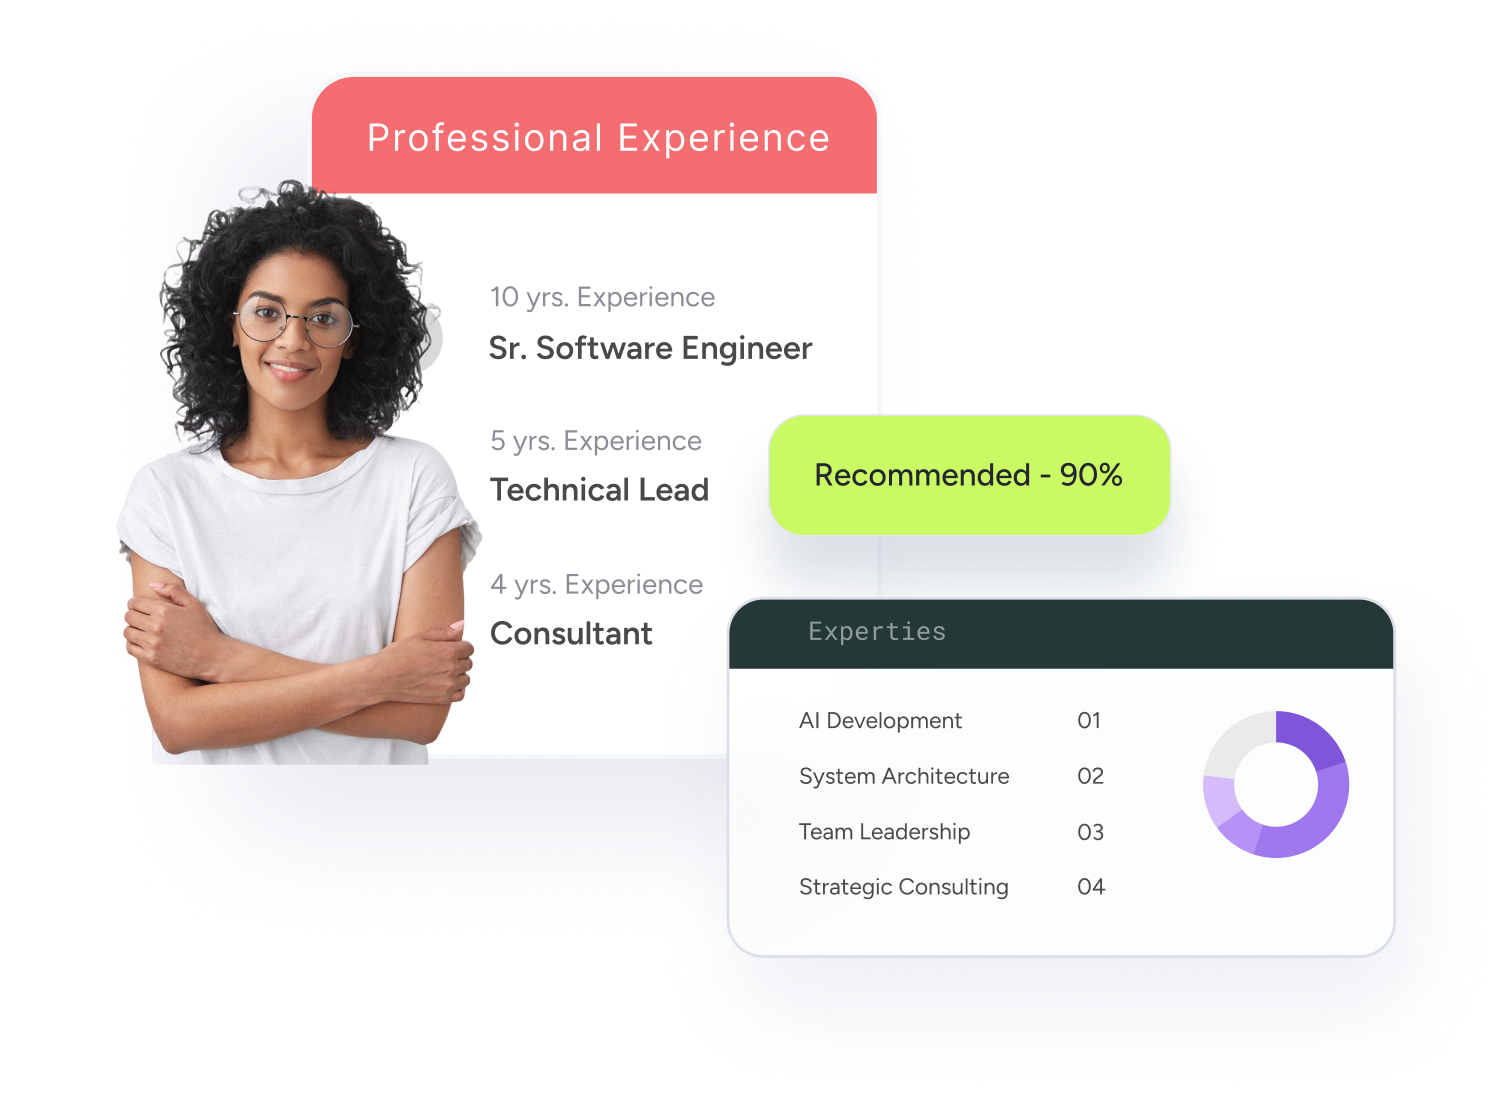 Professional Experience
10 yrs. Experience
Sr. Software Engineer
5 yrs. Experience
Technical Lead
4 yrs. Experience
Consultant
Recommended - 90%
Experties
AI Development 01
System Architecture 02
Team Leadership 03
Strategic Consulting 04